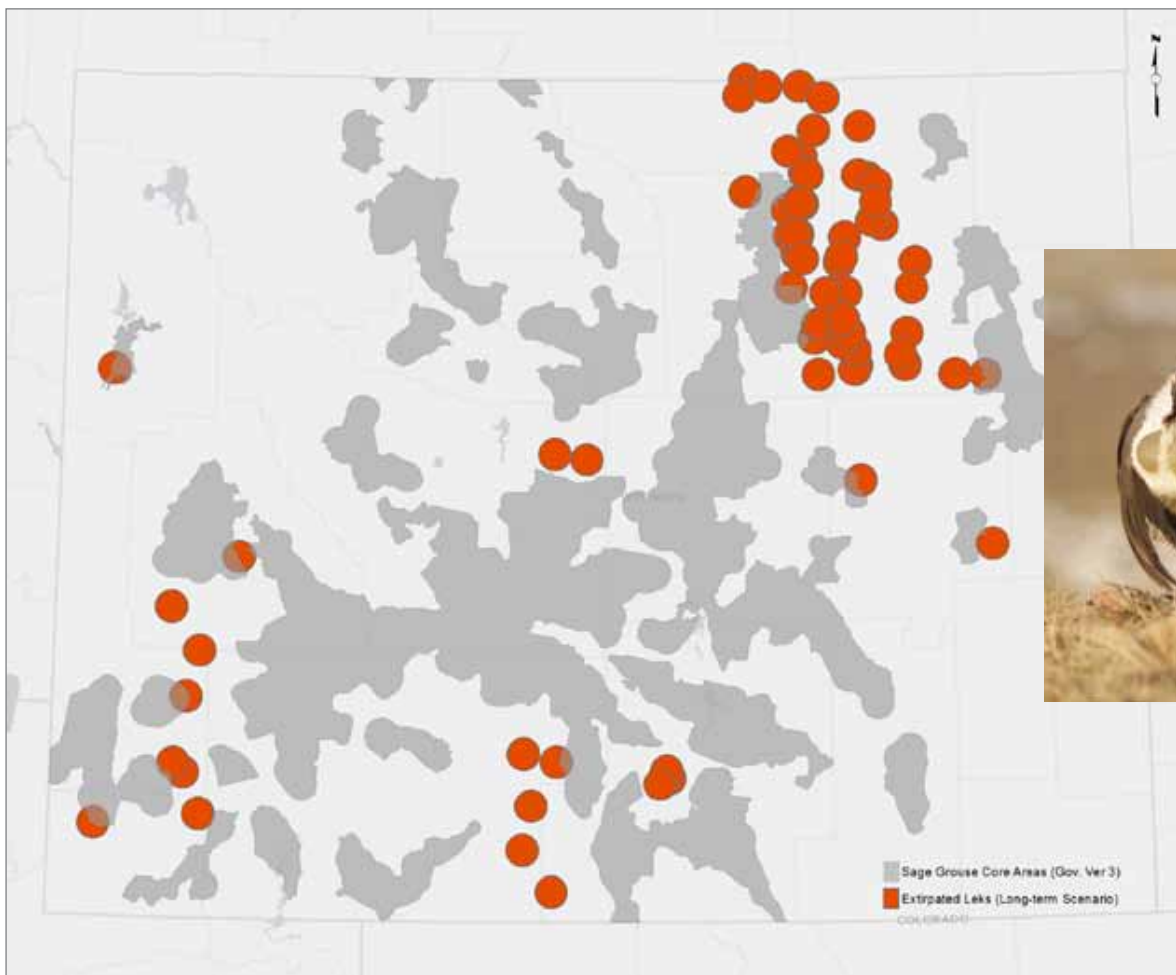 N
Sage Grouse Core Areas (Gov. Ver 3)
Extirpated Leks (Long-term Scenario)
COLORADO